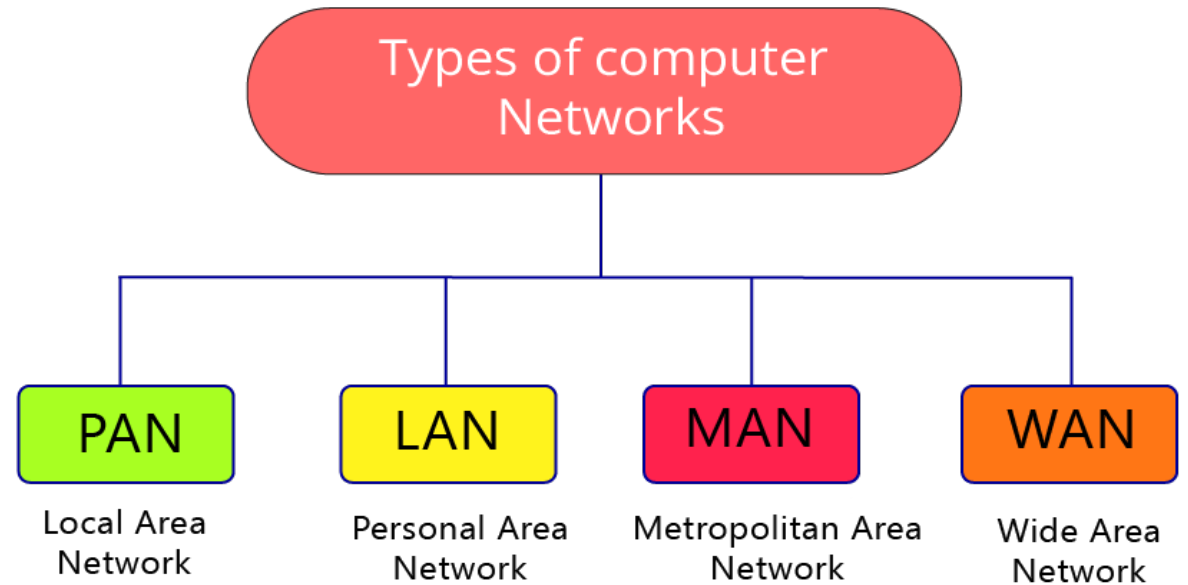 Types of computer
Networks
PAN
LAN
MAN
WAN
Local Area
Network
Personal Area
Network
Metropolitan Area
Network
Wide Area
Network